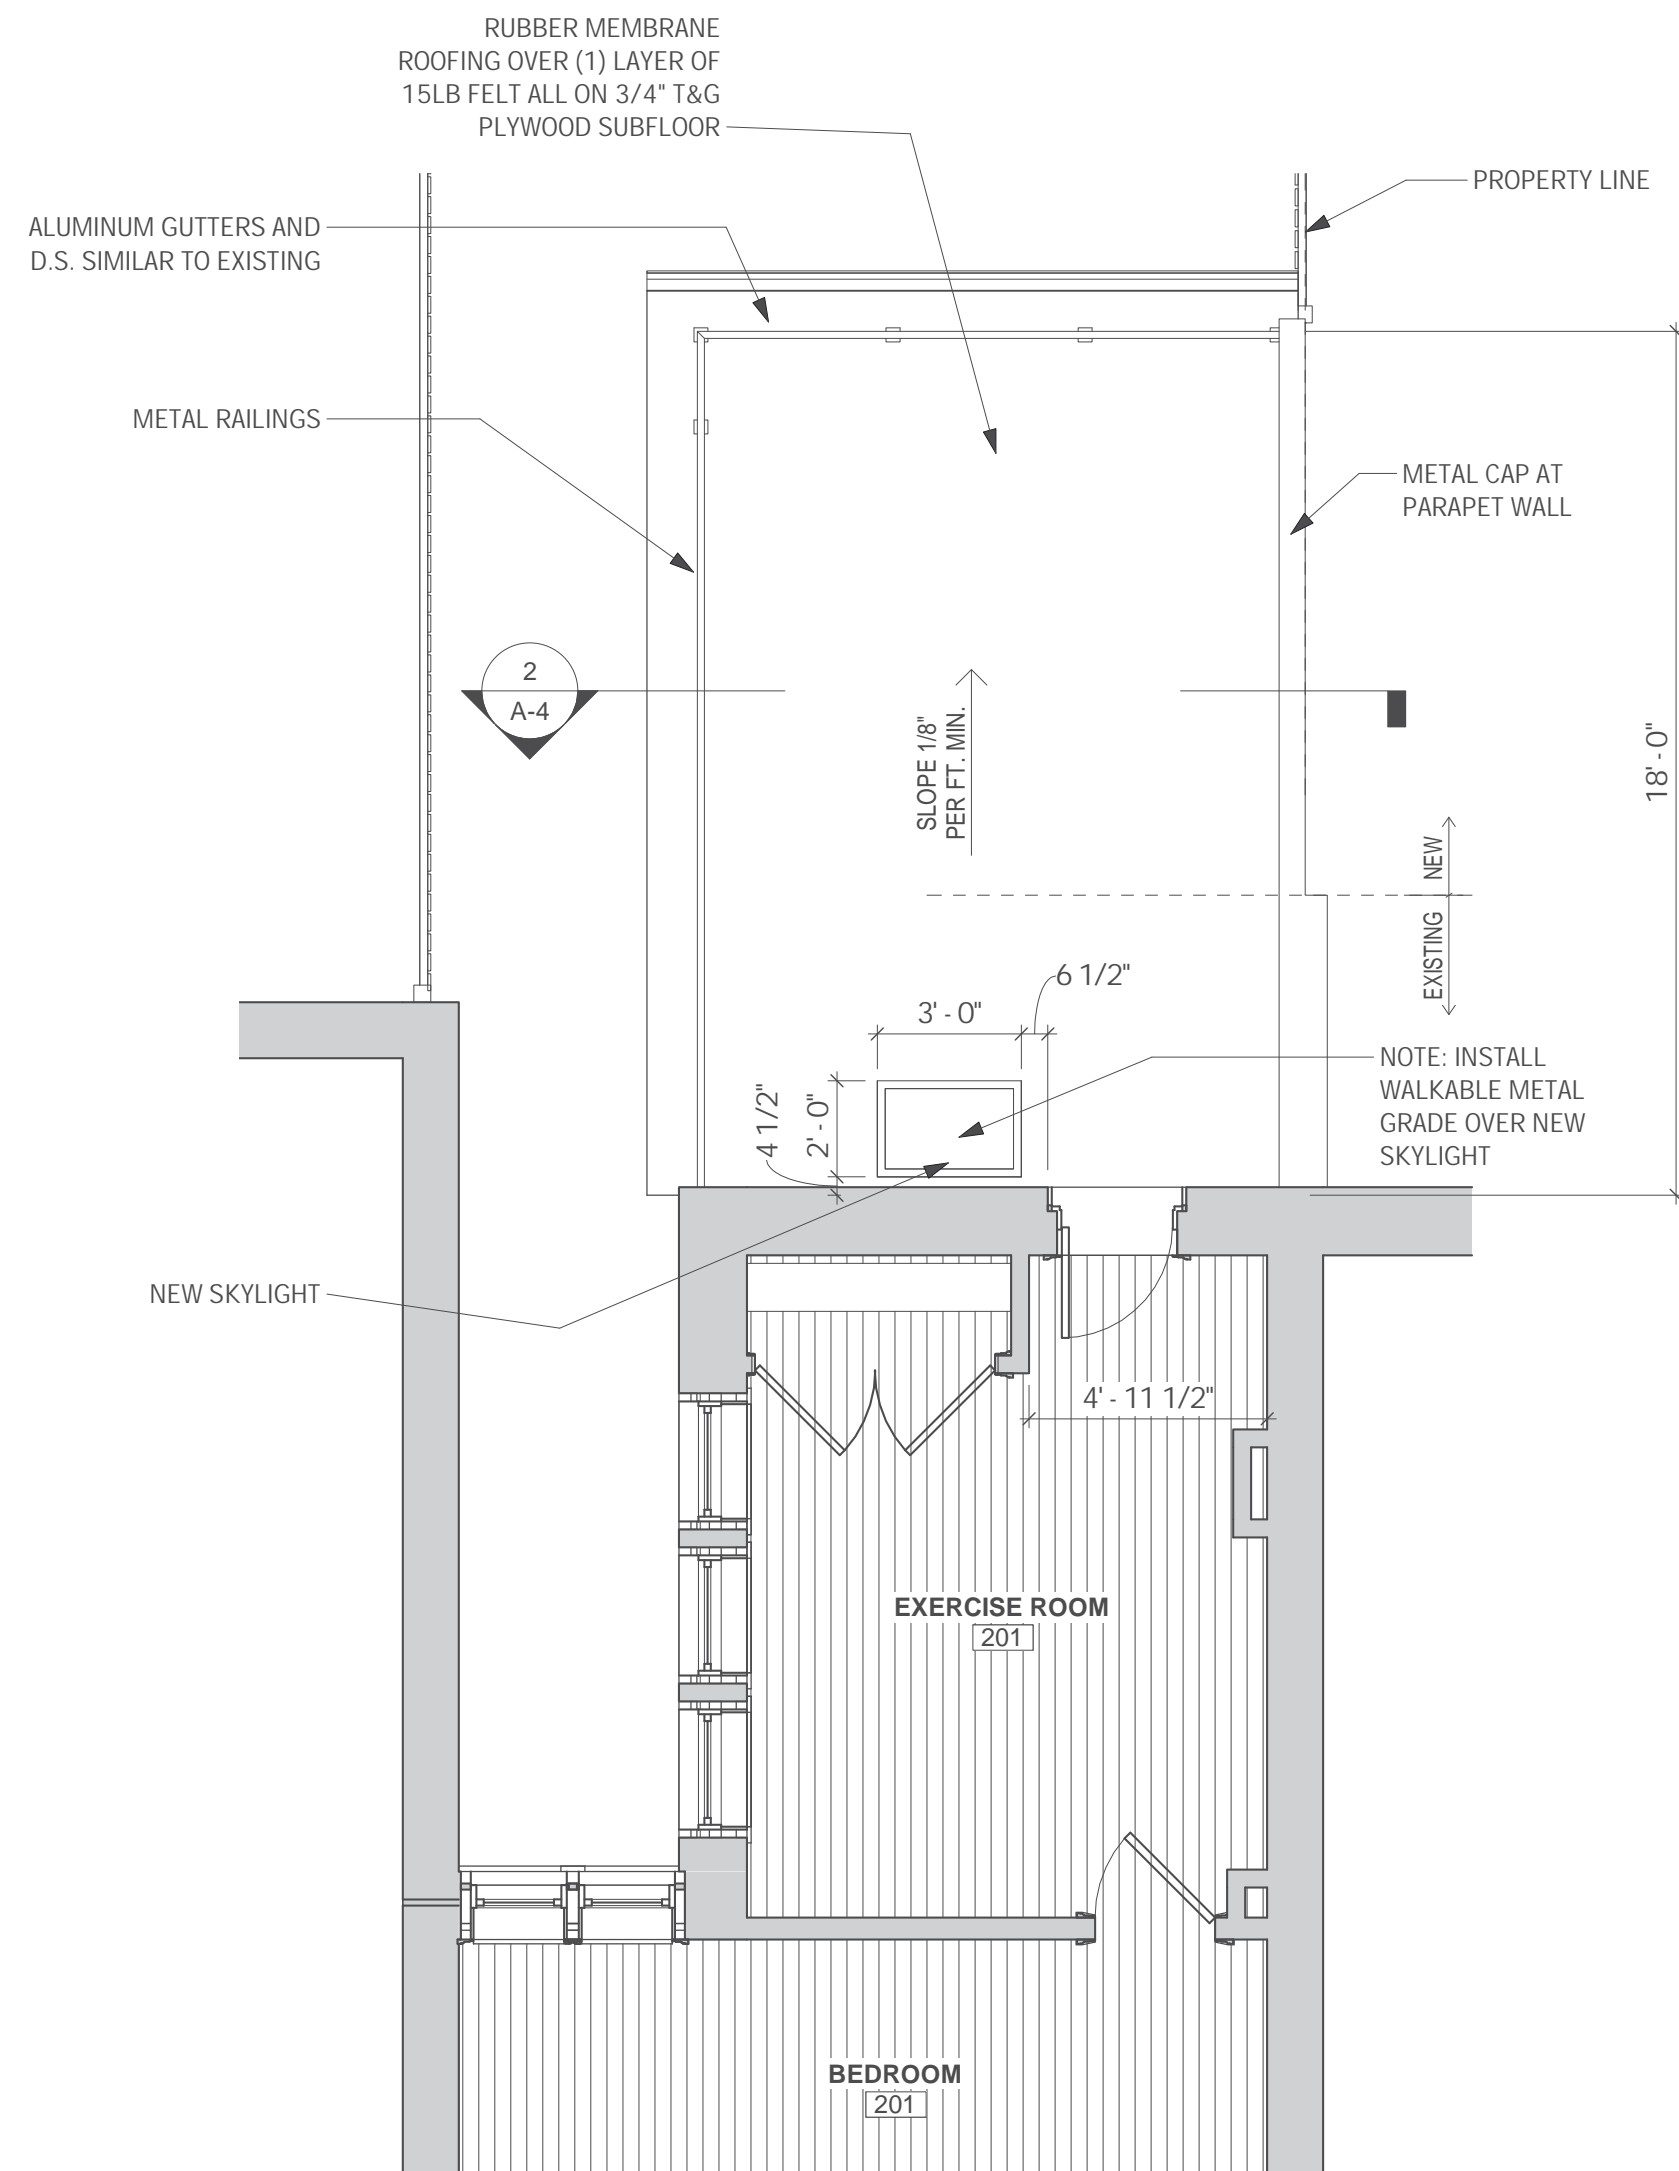 RUBBER MEMBRANE
ROOFING OVER (1) LAYER OF
15LB FELT ALL ON 3/4" T&G
PLYWOOD SUBFLOOR
PROPERTY LINE
ALUMINUM GUTTERS AND
D.S. SIMILAR TO EXISTING
METAL RAILINGS
METAL CAP AT
PARAPET WALL
2
A-4
SLOPE 1/8"
PER FT. MIN.
18' - 0"
NEW
EXISTING
6 1/2"
3' - 0"
4 1/2"
2' - 0"
NOTE: INSTALL
WALKABLE METAL
GRADE OVER NEW
SKYLIGHT
NEW SKYLIGHT
4' - 11 1/2"
EXERCISE ROOM
201
BEDROOM
201